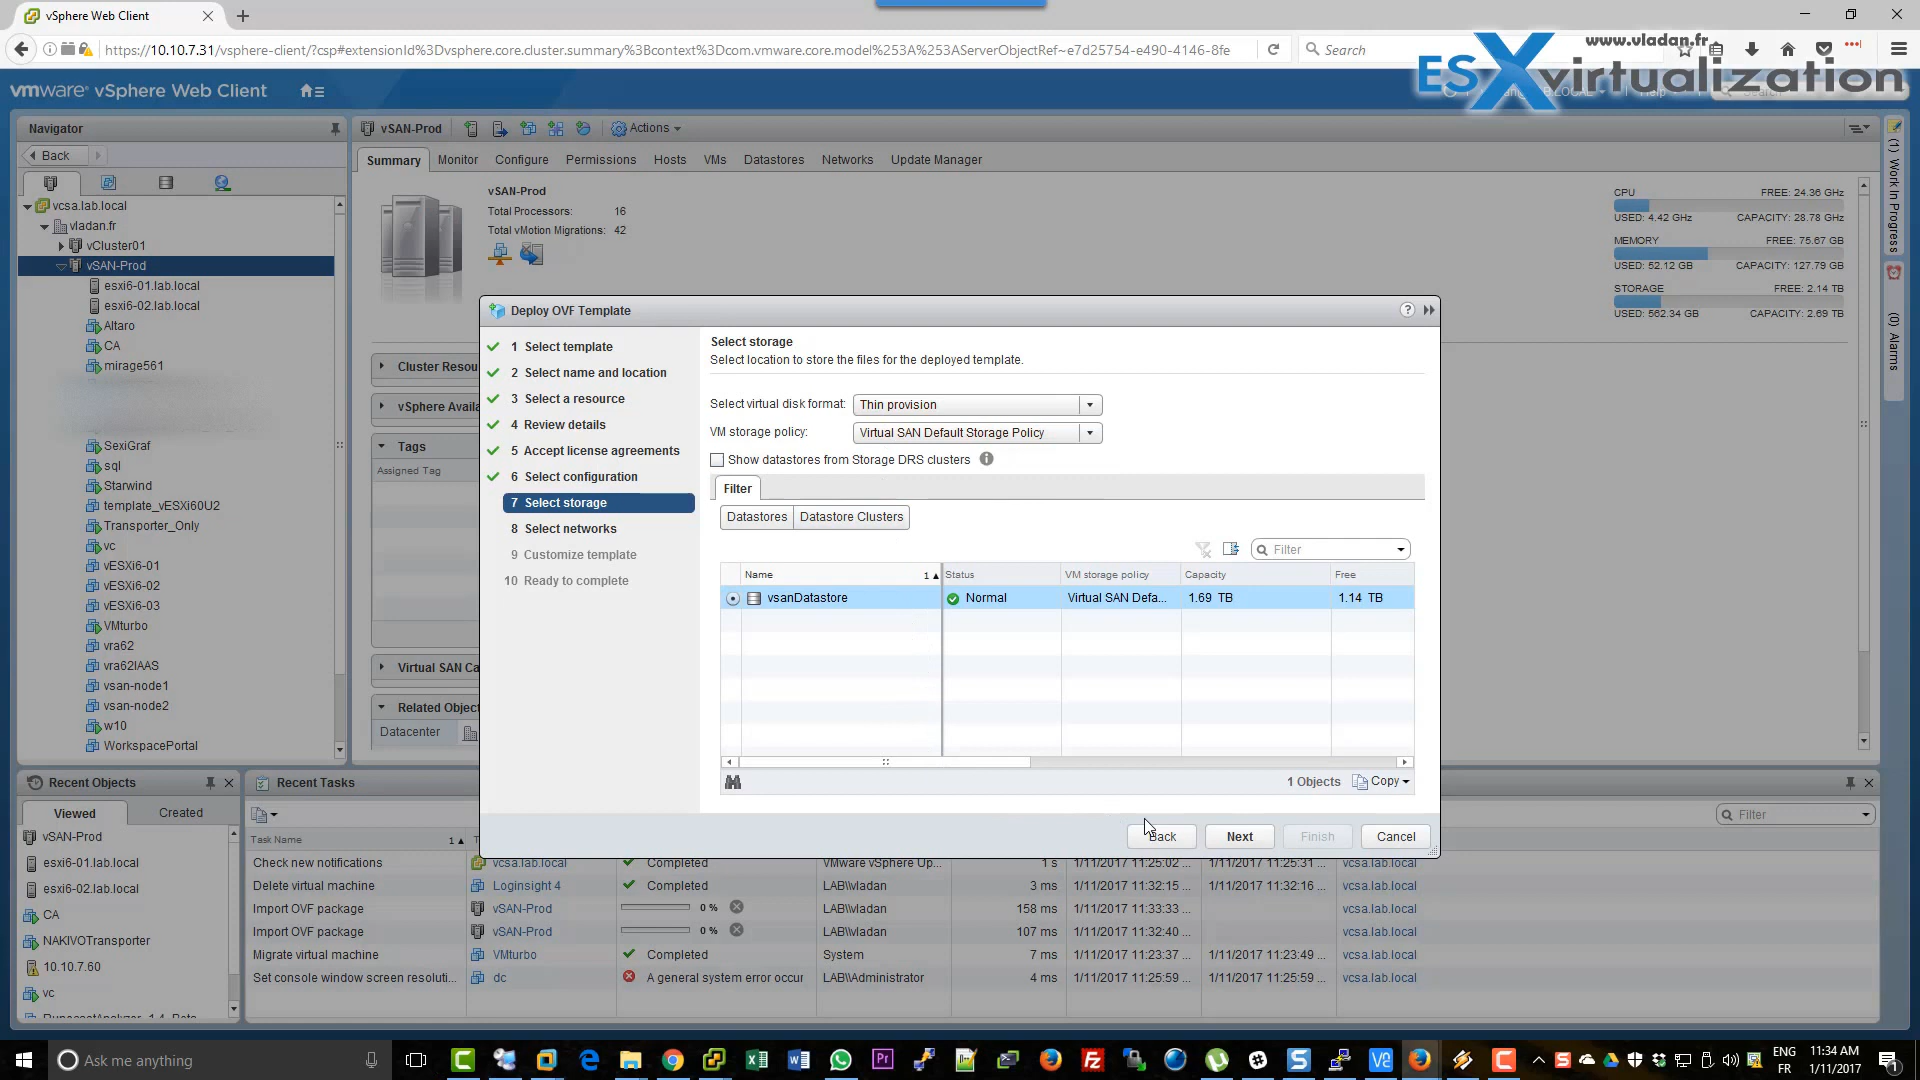 vSphere Web Client
https://10.10.7.31/vsphere-client/?csp#extensionId%3Dvsphere.core.cluster.summary%3Bcontext%3Dcom.vmware.core.model%253A%253AServerObjectRef~e7d25754-e490-4146-8fe
Search
www.vladan.fr
ESXvirtualization
vmware® vSphere Web Client
Navigator
vSAN-Prod
Actions
Back
Summary
Monitor
Configure
Permissions
Hosts
VMs
Datastores
Networks
Update Manager
vcsa.lab.local
vladan.fr
vCluster01
vSAN-Prod
esxi6-01.lab.local
esxi6-02.lab.local
Altaro
CA
mirage561
SexiGraf
sql
Starwind
template_vESXi60U2
Transporter_Only
vc
vESXi6-01
vESXi6-02
vESXi6-03
VMturbo
vra62
vra62IAAS
vsan-node1
vsan-node2
w10
WorkspacePortal
vSAN-Prod
Total Processors: 16
Total vMotion Migrations: 42
CPU FREE: 24.36 GHz
USED: 4.42 GHz CAPACITY: 28.78 GHz
MEMORY FREE: 75.67 GB
USED: 52.12 GB CAPACITY: 127.79 GB
STORAGE FREE: 2.14 TB
USED: 562.34 GB CAPACITY: 2.69 TB
(1) Work In Progress
(0) Alarms
Cluster Resou
vSphere Availa
Tags
Assigned Tag
Virtual SAN Ca
Related Objec
Datacenter
Deploy OVF Template
1 Select template
2 Select name and location
3 Select a resource
4 Review details
5 Accept license agreements
6 Select configuration
7 Select storage
8 Select networks
9 Customize template
10 Ready to complete
Select storage
Select location to store the files for the deployed template.
Select virtual disk format: Thin provision
VM storage policy: Virtual SAN Default Storage Policy
Show datastores from Storage DRS clusters
Filter
Datastores
Datastore Clusters
Filter
Name 1 Status VM storage policy Capacity Free
vsanDatastore Normal Virtual SAN Defa... 1.69 TB 1.14 TB
1 Objects Copy
Back
Next
Finish
Cancel
Recent Objects
Viewed
Created
vSAN-Prod
esxi6-01.lab.local
esxi6-02.lab.local
CA
NAKIVOTransporter
10.10.7.60
vc
Recent Tasks
Filter
Task Name 1
Check new notifications vcsa.lab.local Completed VMware vSphere Up... 1 s 1/11/2017 11:25:02 ... 1/11/2017 11:25:31 ... vcsa.lab.local
Delete virtual machine Loginsight 4 Completed LAB\\vladan 3 ms 1/11/2017 11:32:15 ... 1/11/2017 11:32:16 ... vcsa.lab.local
Import OVF package vSAN-Prod 0 % LAB\\vladan 158 ms 1/11/2017 11:33:33 ... vcsa.lab.local
Import OVF package vSAN-Prod 0 % LAB\\vladan 107 ms 1/11/2017 11:32:40 ... vcsa.lab.local
Migrate virtual machine VMturbo Completed System 7 ms 1/11/2017 11:23:37 ... 1/11/2017 11:23:49 ... vcsa.lab.local
Set console window screen resoluti... dc A general system error occur LAB\\Administrator 4 ms 1/11/2017 11:25:59 ... 1/11/2017 11:25:59 ... vcsa.lab.local
Ask me anything
ENG
FR
11:34 AM
1/11/2017